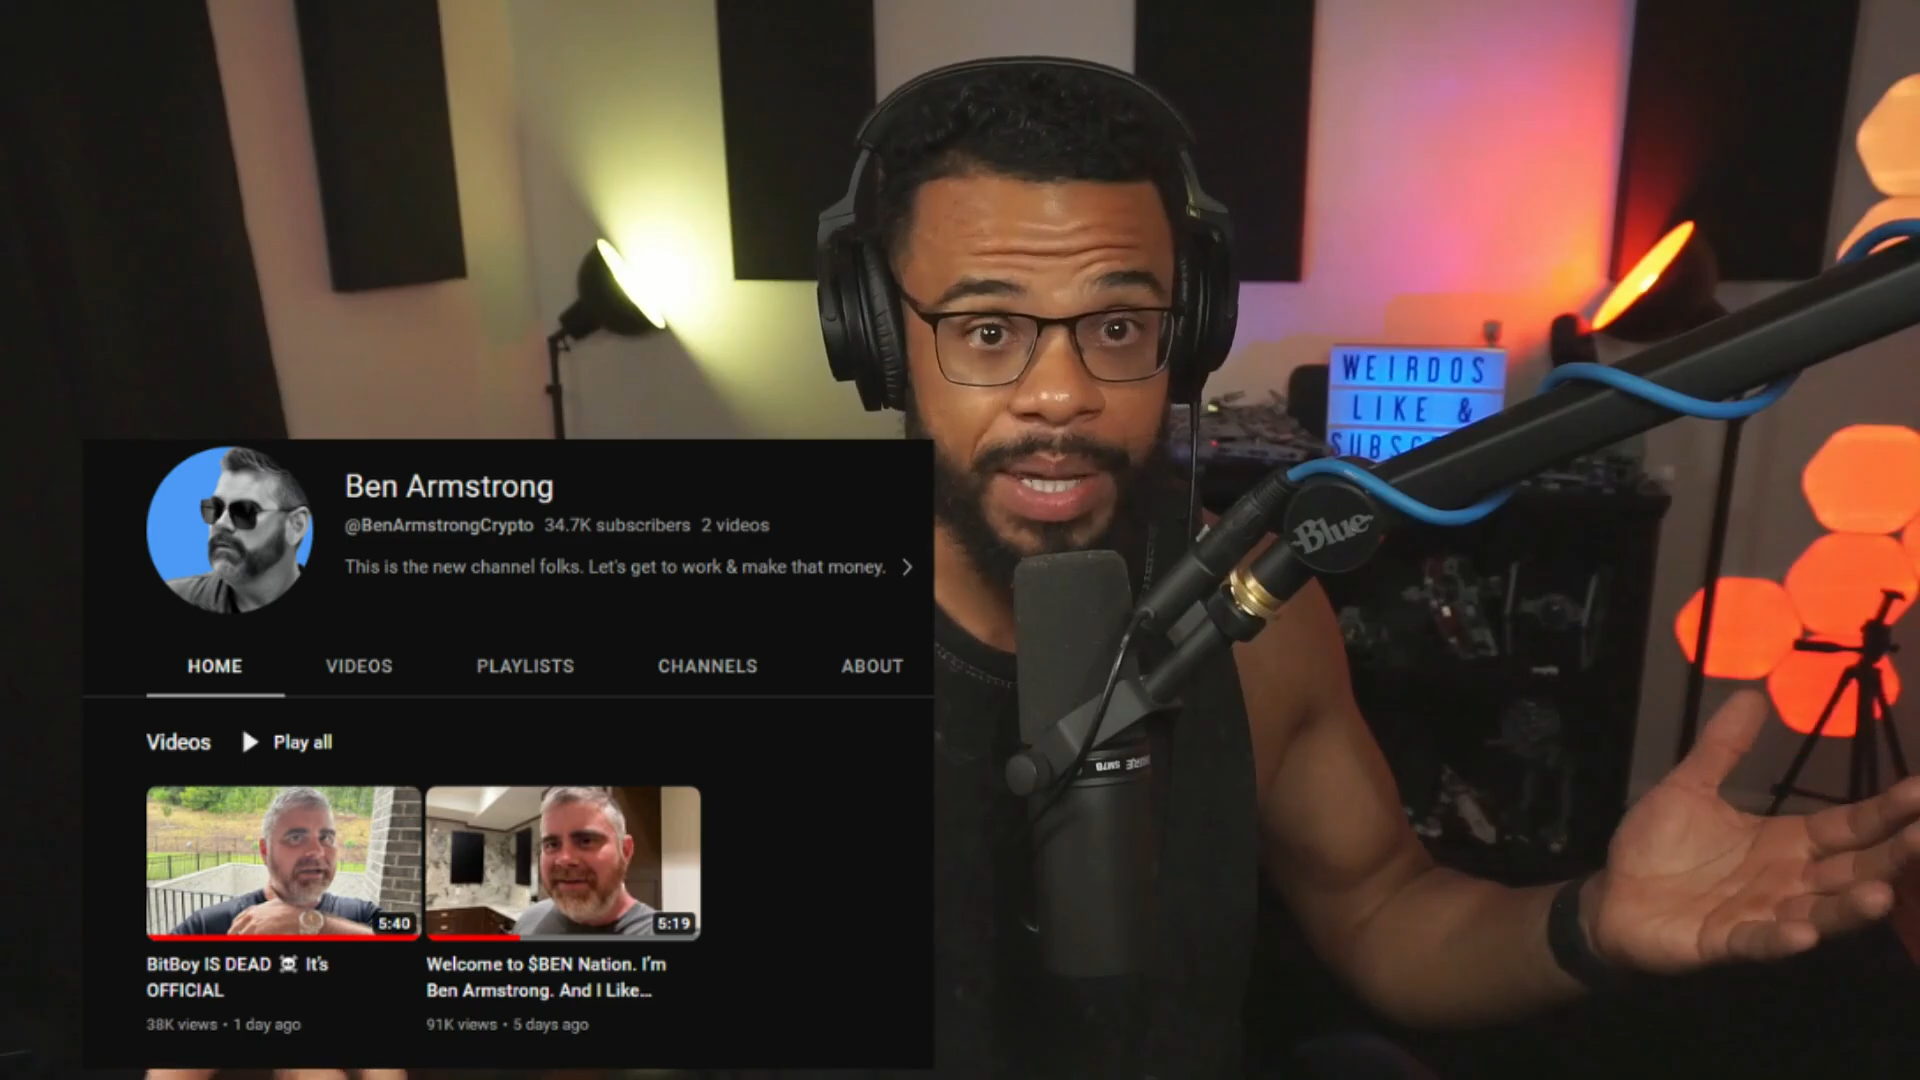 WEIRDOS
LIKE &
Blue
Ben Armstrong
@BenArmstrongCrypto 34.7K subscribers 2 videos
This is the new channel folks. Let's get to work & make that money.
HOME VIDEOS PLAYLISTS CHANNELS ABOUT
Videos Play all
5:40 5:19
BitBoy IS DEAD ☠ It's
OFFICIAL
38K views • 1 day ago
Welcome to $BEN Nation. I'm
Ben Armstrong. And I Like...
91K views • 5 days ago
SM7B